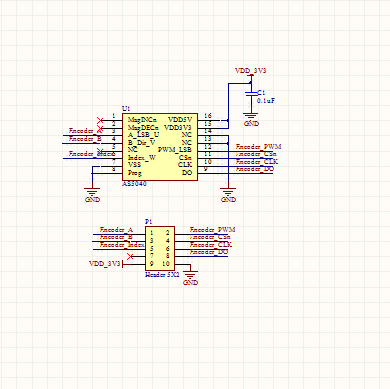 VDD_3V3
C1
0.1uF
GND
U1
1 MagINCn VDD5V 16
2 MagDECn VDD3V3 15
Encoder_A 3 A_LSB_U NC 14
Encoder_B 4 B_Dir_V NC 13
5 NC PWM_LSB 12 Encoder_PWM
Encoder_Index 6 Index_W CSn 11 Encoder_CSn
7 VSS CLK 10 Encoder_CLK
8 Prog DO 9 Encoder_DO
AS5040
GND GND
P1
Encoder_A 1 2 Encoder_PWM
Encoder_B 3 4 Encoder_CSn
Encoder_Index 5 6 Encoder_CLK
7 8 Encoder_DO
VDD_3V3 9 10
Header 5X2
GND